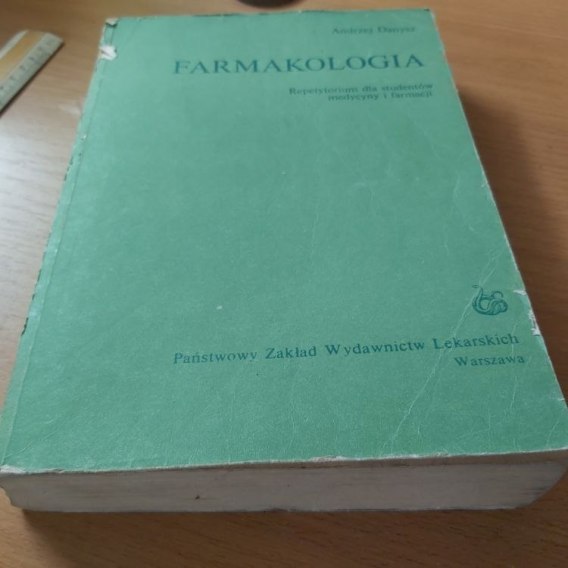 Andrzej Danysz
FARMAKOLOGIA
Repetytorium dla studentów
medycyny i farmacji
Państwowy Zakład Wydawnictw Lekarskich
Warszawa